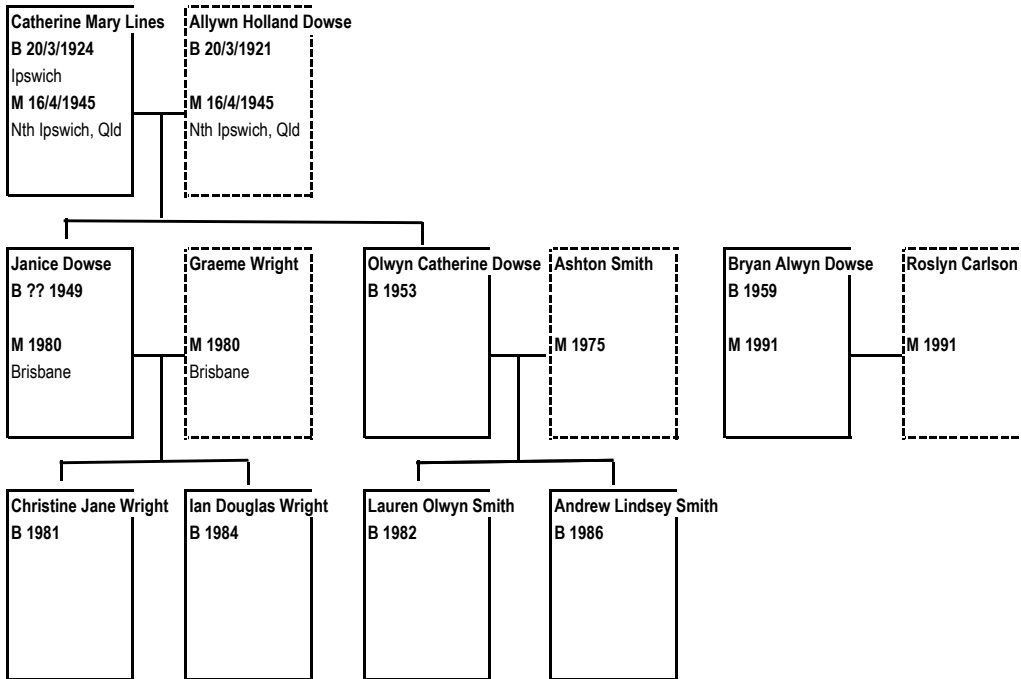 Catherine Mary Lines
B 20/3/1924
Ipswich
M 16/4/1945
Nth Ipswich, Qld
Allywn Holland Dowse
B 20/3/1921
M 16/4/1945
Nth Ipswich, Qld
Janice Dowse
B ?? 1949
M 1980
Brisbane
Graeme Wright
M 1980
Brisbane
Olwyn Catherine Dowse
B 1953
Ashton Smith
M 1975
Bryan Alwyn Dowse
B 1959
M 1991
Roslyn Carlson
M 1991
Christine Jane Wright
B 1981
Ian Douglas Wright
B 1984
Lauren Olwyn Smith
B 1982
Andrew Lindsey Smith
B 1986